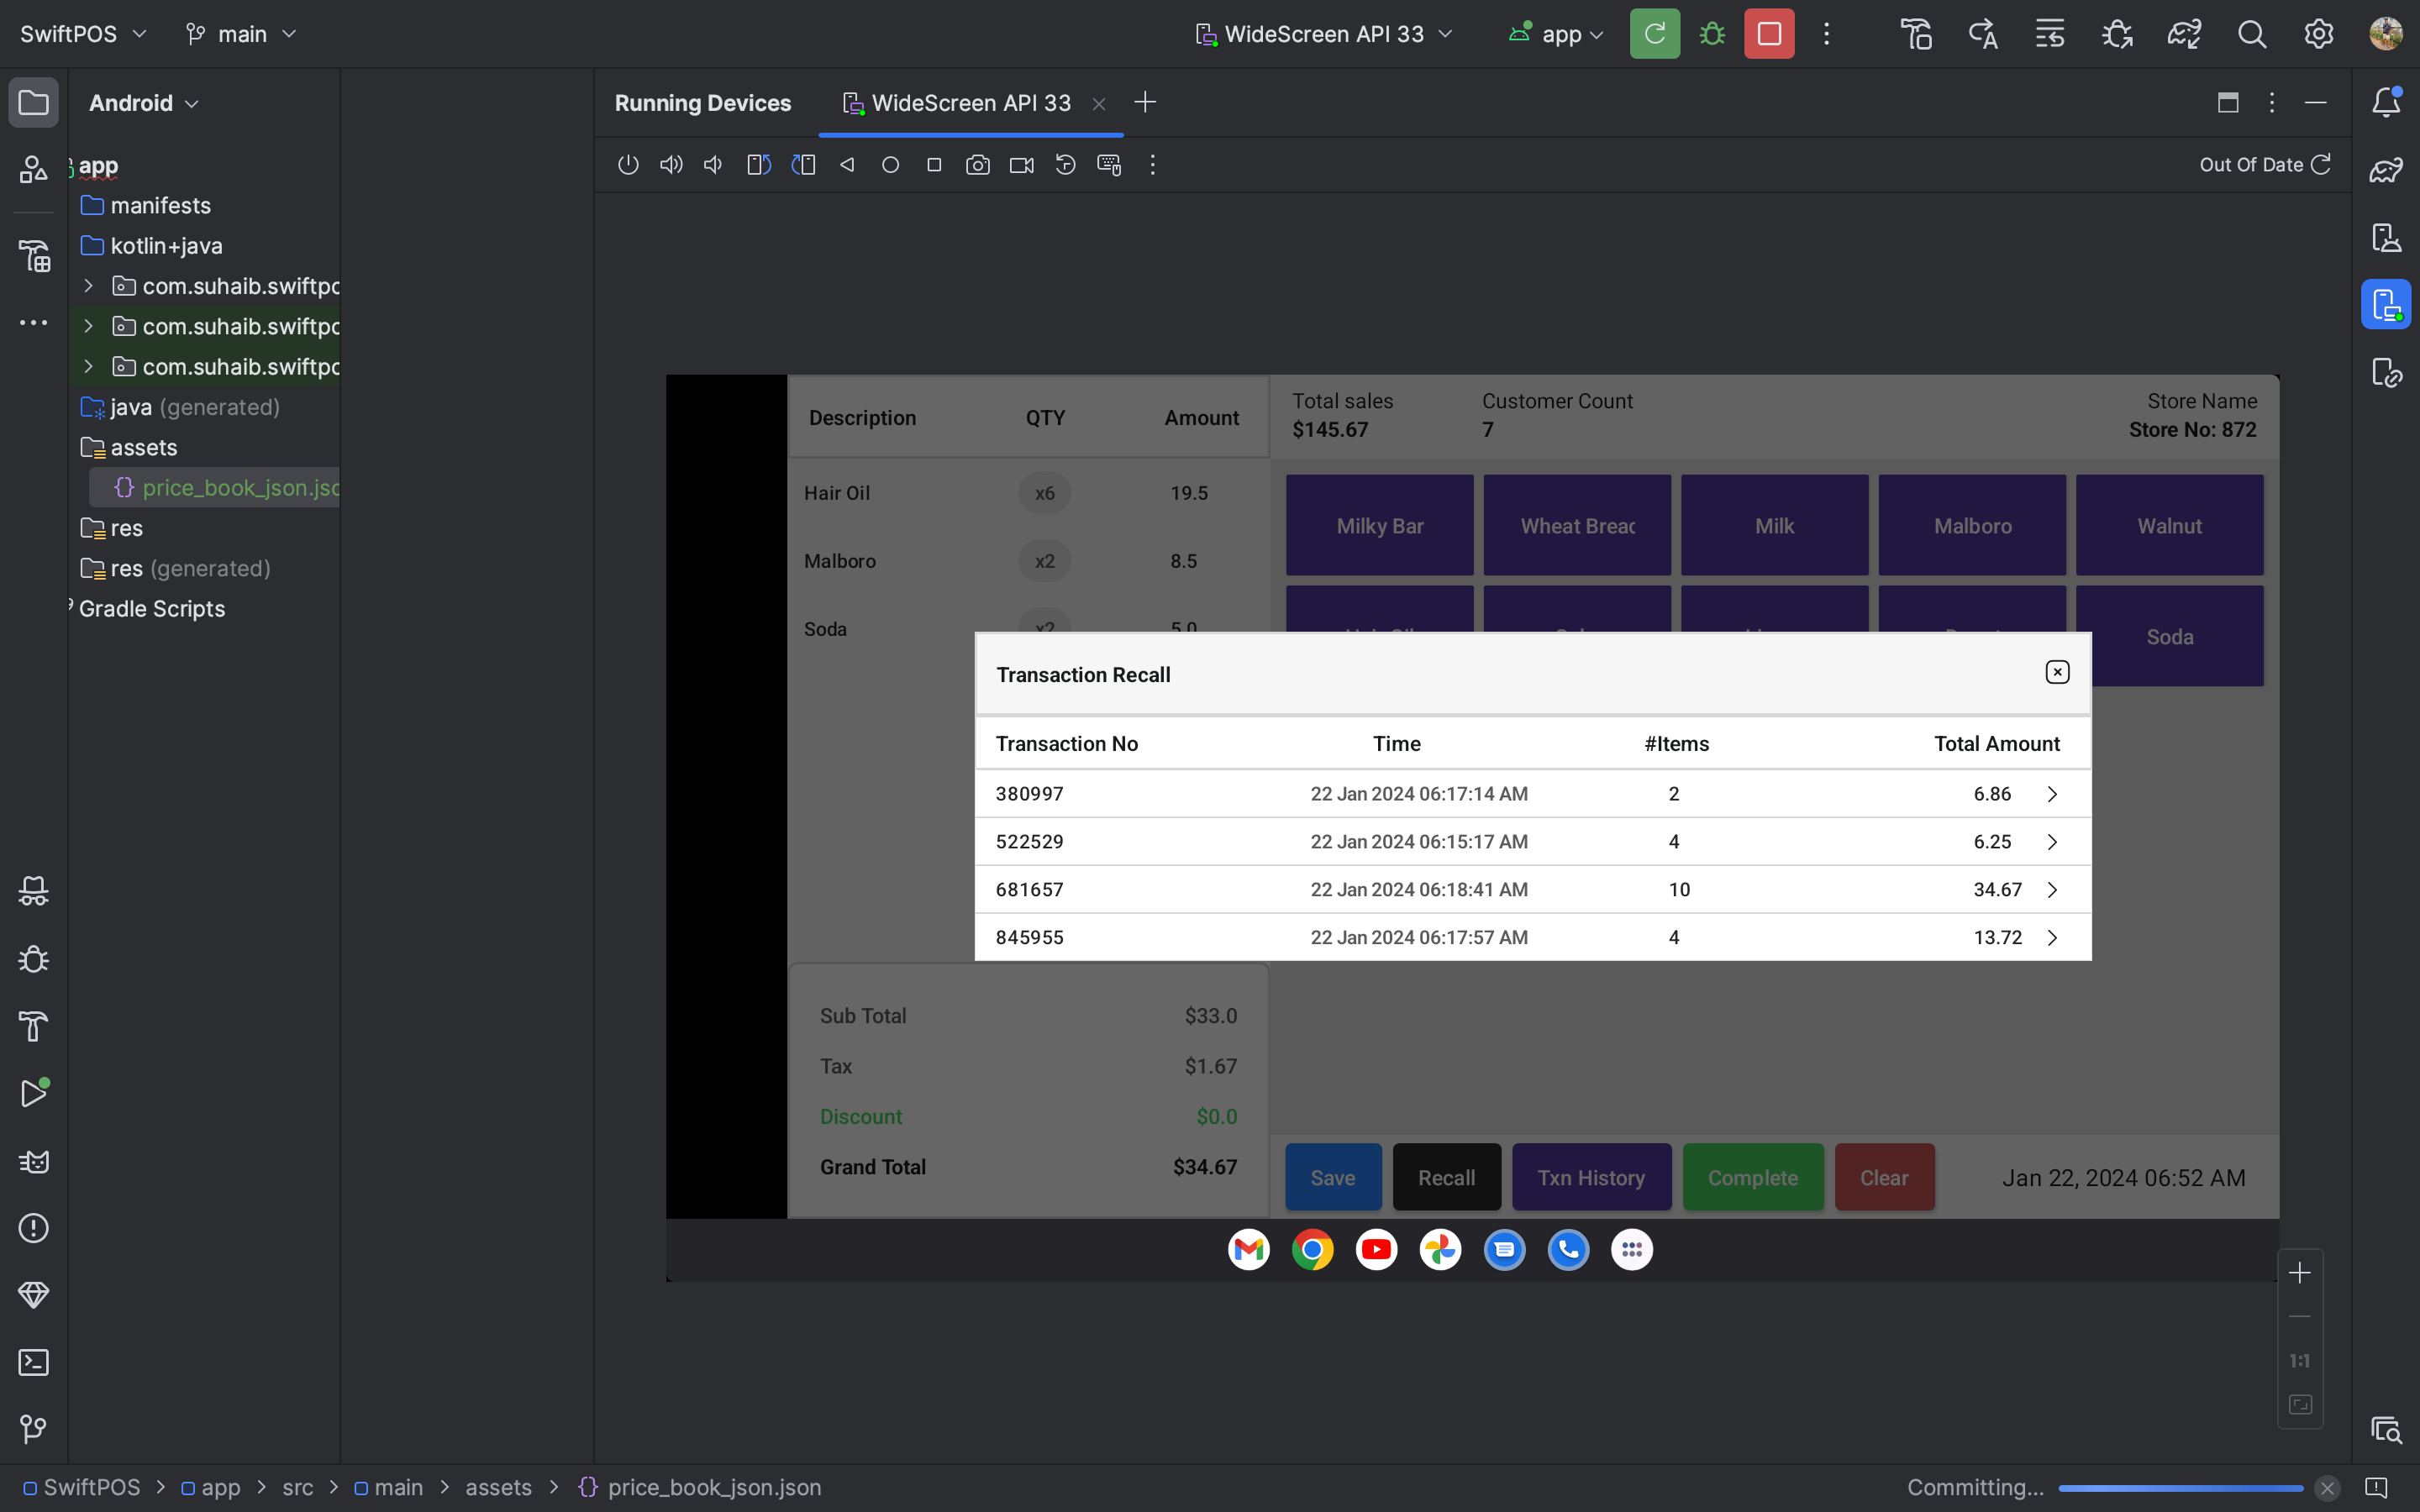 SwiftPOS
main
WideScreen API 33
app
Android
Running Devices
WideScreen API 33
Out Of Date
app
manifests
kotlin+java
com.suhaib.swiftpo
com.suhaib.swiftpo
com.suhaib.swiftpo
java (generated)
assets
{} price_book_json.jso
res
res (generated)
Gradle Scripts
Description QTY Amount
Hair Oil x6 19.5
Malboro x2 8.5
Soda x2 5.0
Total sales
$145.67
Customer Count
7
Store Name
Store No: 872
Milky Bar Wheat Bread Milk Malboro Walnut
Soda
Transaction Recall
Transaction No Time #Items Total Amount
380997 22 Jan 2024 06:17:14 AM 2 6.86
522529 22 Jan 2024 06:15:17 AM 4 6.25
681657 22 Jan 2024 06:18:41 AM 10 34.67
845955 22 Jan 2024 06:17:57 AM 4 13.72
Sub Total $33.0
Tax $1.67
Discount $0.0
Grand Total $34.67
Save Recall Txn History Complete Clear Jan 22, 2024 06:52 AM
1:1
SwiftPOS > app > src > main > assets > {} price_book_json.json
Committing...